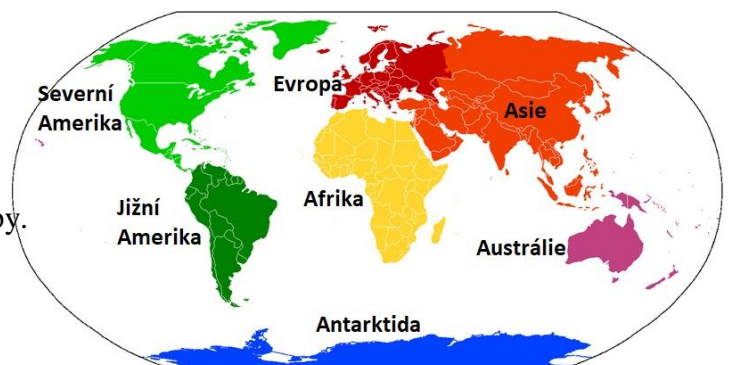 Severní
Amerika
Evropa
Asie
Afrika
Jižní
Amerika
Austrálie
Antarktida